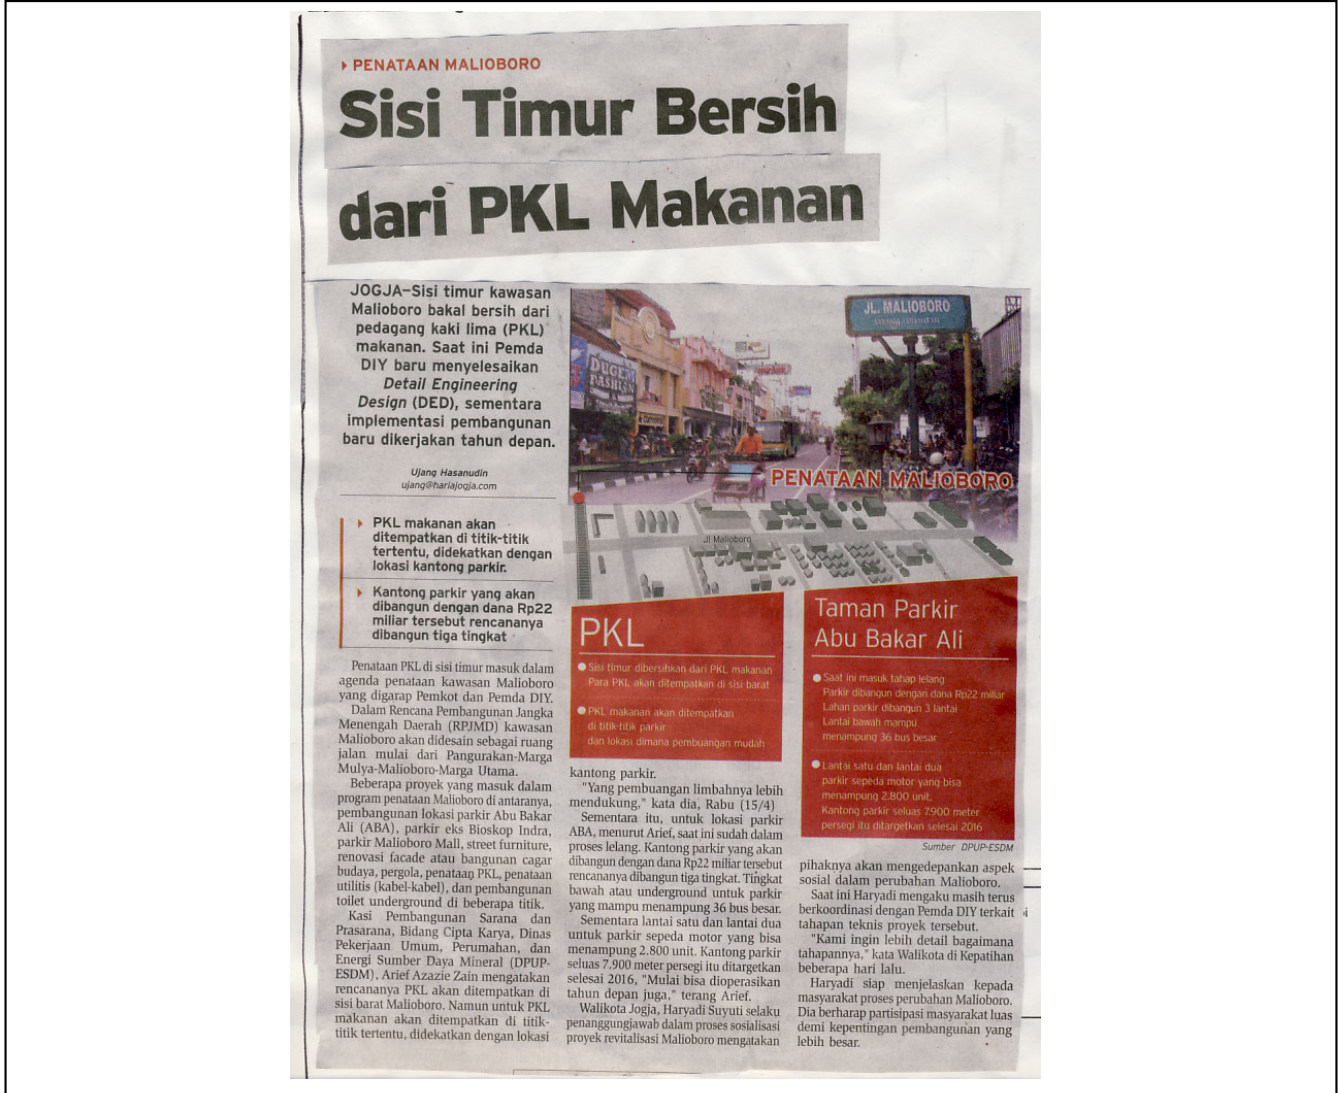 PENATAAN MALIOBORO
Sisi Timur Bersih
dari PKL Makanan
JOGJA—Sisi timur kawasan
Malioboro bakal bersih dari
pedagang kaki lima (PKL)
makanan. Saat ini Pemda
DIY baru menyelesaikan
Detail Engineering
Design (DED), sementara
implementasi pembangunan
baru dikerjakan tahun depan.
Ujang Hasanudin
ujang@harlajogja.com
PKL makanan akan
ditempatkan di titik-titik
tertentu, didekatkan dengan
lokasi kantong parkir.
Kantong parkir yang akan
dibangun dengan dana Rp22
miliar tersebut rencananya
dibangun tiga tingkat
Penataan PKL di sisi timur masuk dalam
agenda penataan kawasan Malioboro
yang digarap Pemkot dan Pemda DIY.
Dalam Rencana Pembangunan Jangka
Menengah Daerah (RPJMD) kawasan
Malioboro akan didesain sebagai ruang
jalan mulai dari Pangurakan-Marga
Mulya-Malioboro-Marga Utama.
Beberapa proyek yang masuk dalam
program penataan Malioboro di antaranya,
pembangunan lokasi parkir Abu Bakar
Ali (ABA), parkir eks Bioskop Indra,
parkir Malioboro Mall, street furniture,
renovasi facade atau bangunan cagar
budaya, pergola, penataan PKL, penataan
utilitis (kabel-kabel), dan pembangunan
toilet underground di beberapa titik.
Kasi Pembangunan Sarana dan
Prasarana, Bidang Cipta Karya, Dinas
Pekerjaan Umum, Perumahan, dan
Energi Sumber Daya Mineral (DPUP-
ESDM), Arief Azazie Zain mengatakan
rencananya PKL akan ditempatkan di
sisi barat Malioboro. Namun untuk PKL
makanan akan ditempatkan di titik-
titik tertentu, didekatkan dengan lokasi
JL. MALIOBORO
DUGEM
FASHION
PENATAAN MALIOBORO
Jl Malioboro
PKL
Sisi timur dibersihkan dari PKL makanan
Para PKL akan ditempatkan di sisi barat
PKL makanan akan ditempatkan
di titik-titik parkir
dan lokasi dimana pembuangan mudah
Taman Parkir
Abu Bakar Ali
Saat ini masuk tahap lelang
Parkir dibangun dengan dana Rp22 miliar
Lahan parkir dibangun 3 lantai
Lantai bawah mampu
menampung 36 bus besar
Lantai satu dan lantai dua
parkir sepeda motor yang bisa
menampung 2.800 unit.
Kantong parkir seluas 7.900 meter
persegi itu ditargetkan selesai 2016
Sumber DPUP-ESDM
kantong parkir.
"Yang pembuangan limbahnya lebih
mendukung," kata dia, Rabu (15/4)
Sementara itu, untuk lokasi parkir
ABA, menurut Arief, saat ini sudah dalam
proses lelang. Kantong parkir yang akan
dibangun dengan dana Rp22 miliar tersebut
rencananya dibangun tiga tingkat. Tingkat
bawah atau underground untuk parkir
yang mampu menampung 36 bus besar.
Sementara lantai satu dan lantai dua
untuk parkir sepeda motor yang bisa
menampung 2.800 unit. Kantong parkir
seluas 7.900 meter persegi itu ditargetkan
selesai 2016, "Mulai bisa dioperasikan
tahun depan juga," terang Arief.
Walikota Jogja, Haryadi Suyuti selaku
penanggungjawab dalam proses sosialisasi
proyek revitalisasi Malioboro mengatakan
pihaknya akan mengedepankan aspek
sosial dalam perubahan Malioboro.
Saat ini Haryadi mengaku masih terus
berkoordinasi dengan Pemda DIY terkait
tahapan teknis proyek tersebut.
"Kami ingin lebih detail bagaimana
tahapannya," kata Walikota di Kepatihan
beberapa hari lalu.
Haryadi siap menjelaskan kepada
masyarakat proses perubahan Malioboro.
Dia berharap partisipasi masyarakat luas
demi kepentingan pembangunan yang
lebih besar.